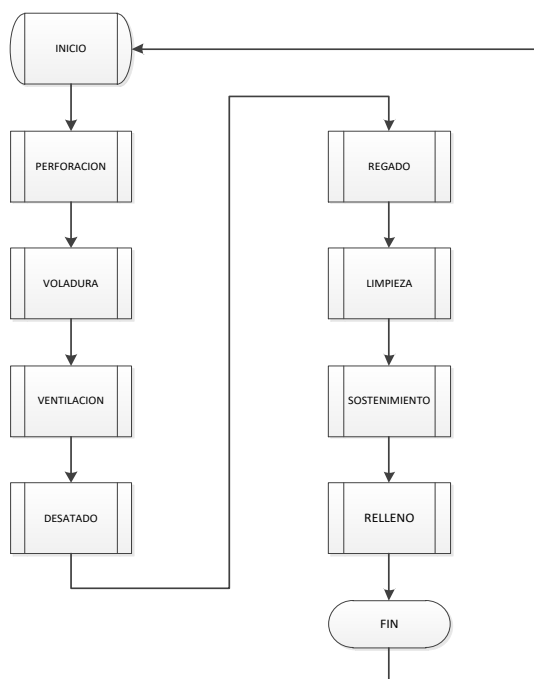 INICIO
PERFORACION
VOLADURA
VENTILACION
DESATADO
REGADO
LIMPIEZA
SOSTENIMIENTO
RELLENO
FIN